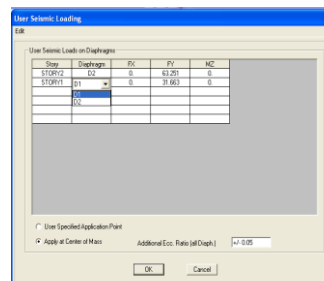 User Seismic Loading
Edit
User Seismic Loads on Diaphragms
Story Diaphragm FX FY MZ
STORY2 D2 0. 63.251 0.
STORY1 D1 0. 31.663 0.
D1
D2
User Specified Application Point
Apply at Center of Mass Additional Ecc. Ratio (all Diaph.) +/- 0.05
OK Cancel